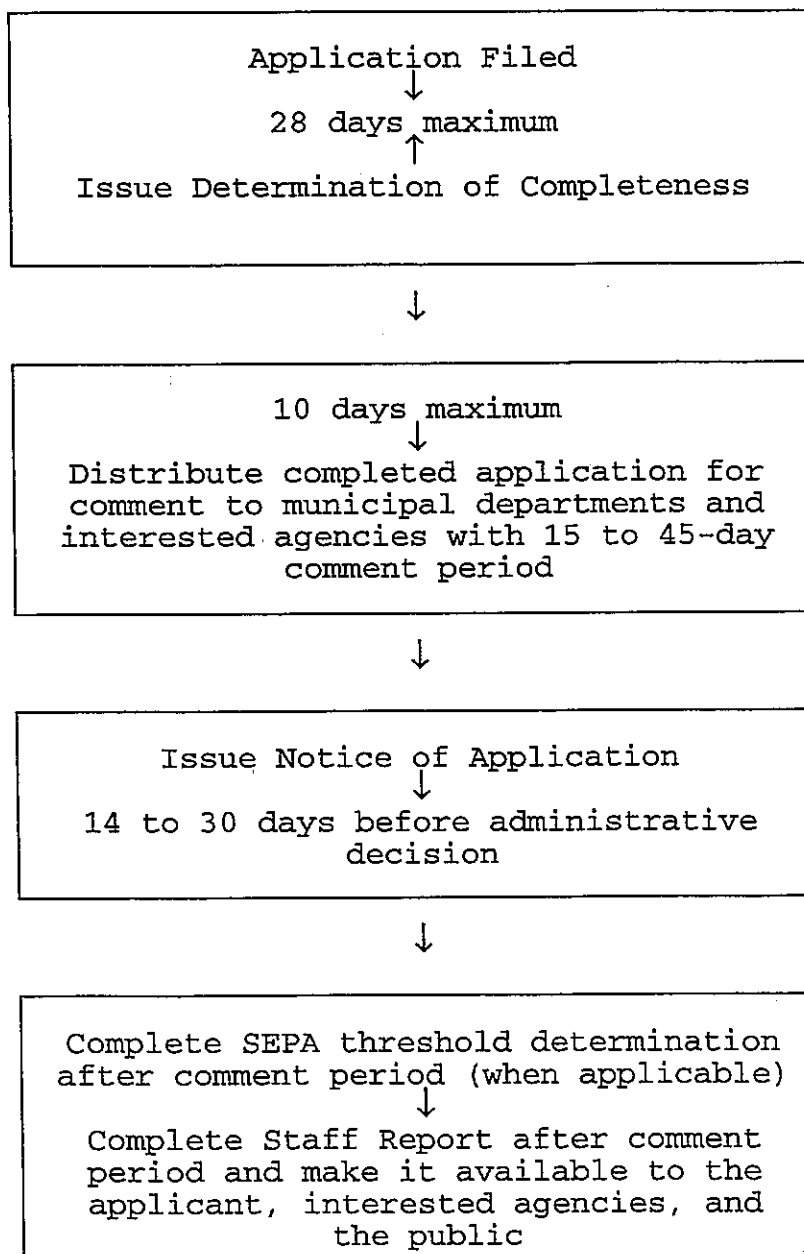 Application Filed
↓
28 days maximum
↑
Issue Determination of Completeness
↓
10 days maximum
↓
Distribute completed application for
comment to municipal departments and
interested agencies with 15 to 45-day
comment period
↓
Issue Notice of Application
↓
14 to 30 days before administrative
decision
↓
Complete SEPA threshold determination
after comment period (when applicable)
↓
Complete Staff Report after comment
period and make it available to the
applicant, interested agencies, and
the public